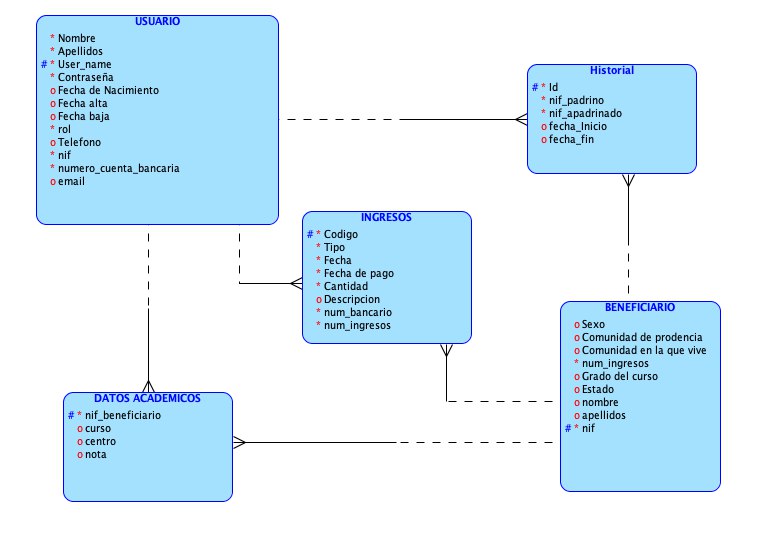 USUARIO
* Nombre
* Apellidos
# * User_name
* Contraseña
o Fecha de Nacimiento
o Fecha alta
o Fecha baja
* rol
o Telefono
* nif
* numero_cuenta_bancaria
o email
Historial
# * Id
* nif_padrino
* nif_apadrinado
o fecha_Inicio
o fecha_fin
INGRESOS
# * Codigo
* Tipo
* Fecha
* Fecha de pago
* Cantidad
o Descripcion
* num_bancario
* num_ingresos
BENEFICIARIO
o Sexo
o Comunidad de prodencia
o Comunidad en la que vive
* num_ingresos
o Grado del curso
o Estado
o nombre
o apellidos
# * nif
DATOS ACADEMICOS
# * nif_beneficiario
o curso
o centro
o nota